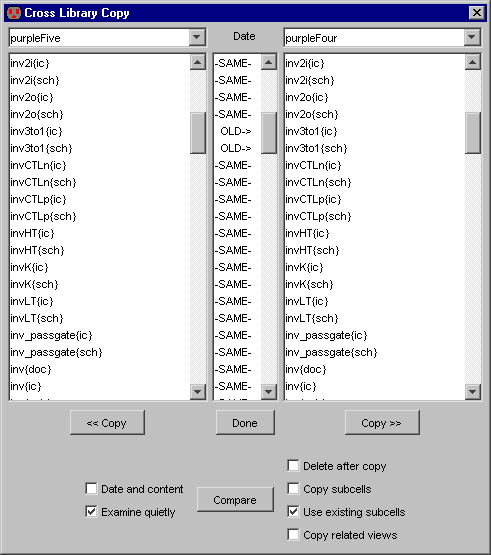 Cross Library Copy
purpleFive Date purpleFour
inv2i{ic} -SAME- inv2i{ic}
inv2i{sch} -SAME- inv2i{sch}
inv2o{ic} -SAME- inv2o{ic}
inv2o{sch} -SAME- inv2o{sch}
inv3to1{ic} OLD-> inv3to1{ic}
inv3to1{sch} OLD-> inv3to1{sch}
invCTLn{ic} -SAME- invCTLn{ic}
invCTLn{sch} -SAME- invCTLn{sch}
invCTLp{ic} -SAME- invCTLp{ic}
invCTLp{sch} -SAME- invCTLp{sch}
invHT{ic} -SAME- invHT{ic}
invHT{sch} -SAME- invHT{sch}
invK{ic} -SAME- invK{ic}
invK{sch} -SAME- invK{sch}
invLT{ic} -SAME- invLT{ic}
invLT{sch} -SAME- invLT{sch}
inv_passgate{ic} -SAME- inv_passgate{ic}
inv_passgate{sch} -SAME- inv_passgate{sch}
inv{doc} -SAME- inv{doc}
inv{ic} -SAME- inv{ic}
<< Copy Done Copy >>
Delete after copy
Date and content Copy subcells
Compare
Examine quietly Use existing subcells
Copy related views